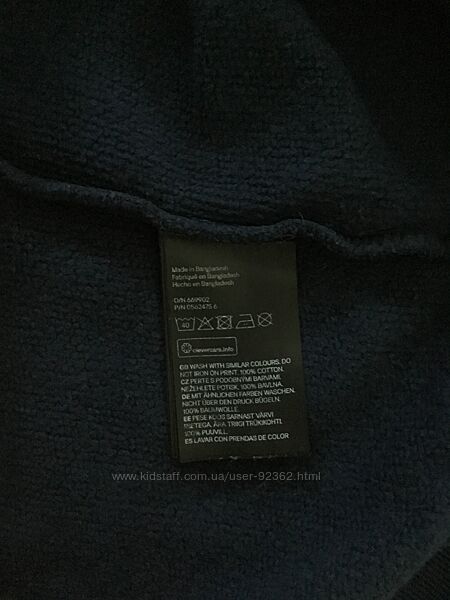 Made in Bangladesh
Fabriqué en Bangladesh
Hecho en Bangladesh
O/N 669902
P/N 0562475 6
40
clevercare.info
GB WASH WITH SIMILAR COLOURS. DO
NOT IRON ON PRINT. 100% COTTON.
CZ PERTE S PODOBNÝMI BARVAMI.
NEŽEHLETE POTISK. 100% BAVLNA.
DE MIT ÄHNLICHEN FARBEN WASCHEN.
NICHT ÜBER DEN DRUCK BÜGELN.
100% BAUMWOLLE.
EE PESE KOOS SARNAST VÄRVI
ESETEGA. ÄRA TRIIGI TRÜKIKOHTI.
100% PUUVILL.
ES LAVAR CON PRENDAS DE COLOR
www.kidstaff.com.ua/user-92362.html